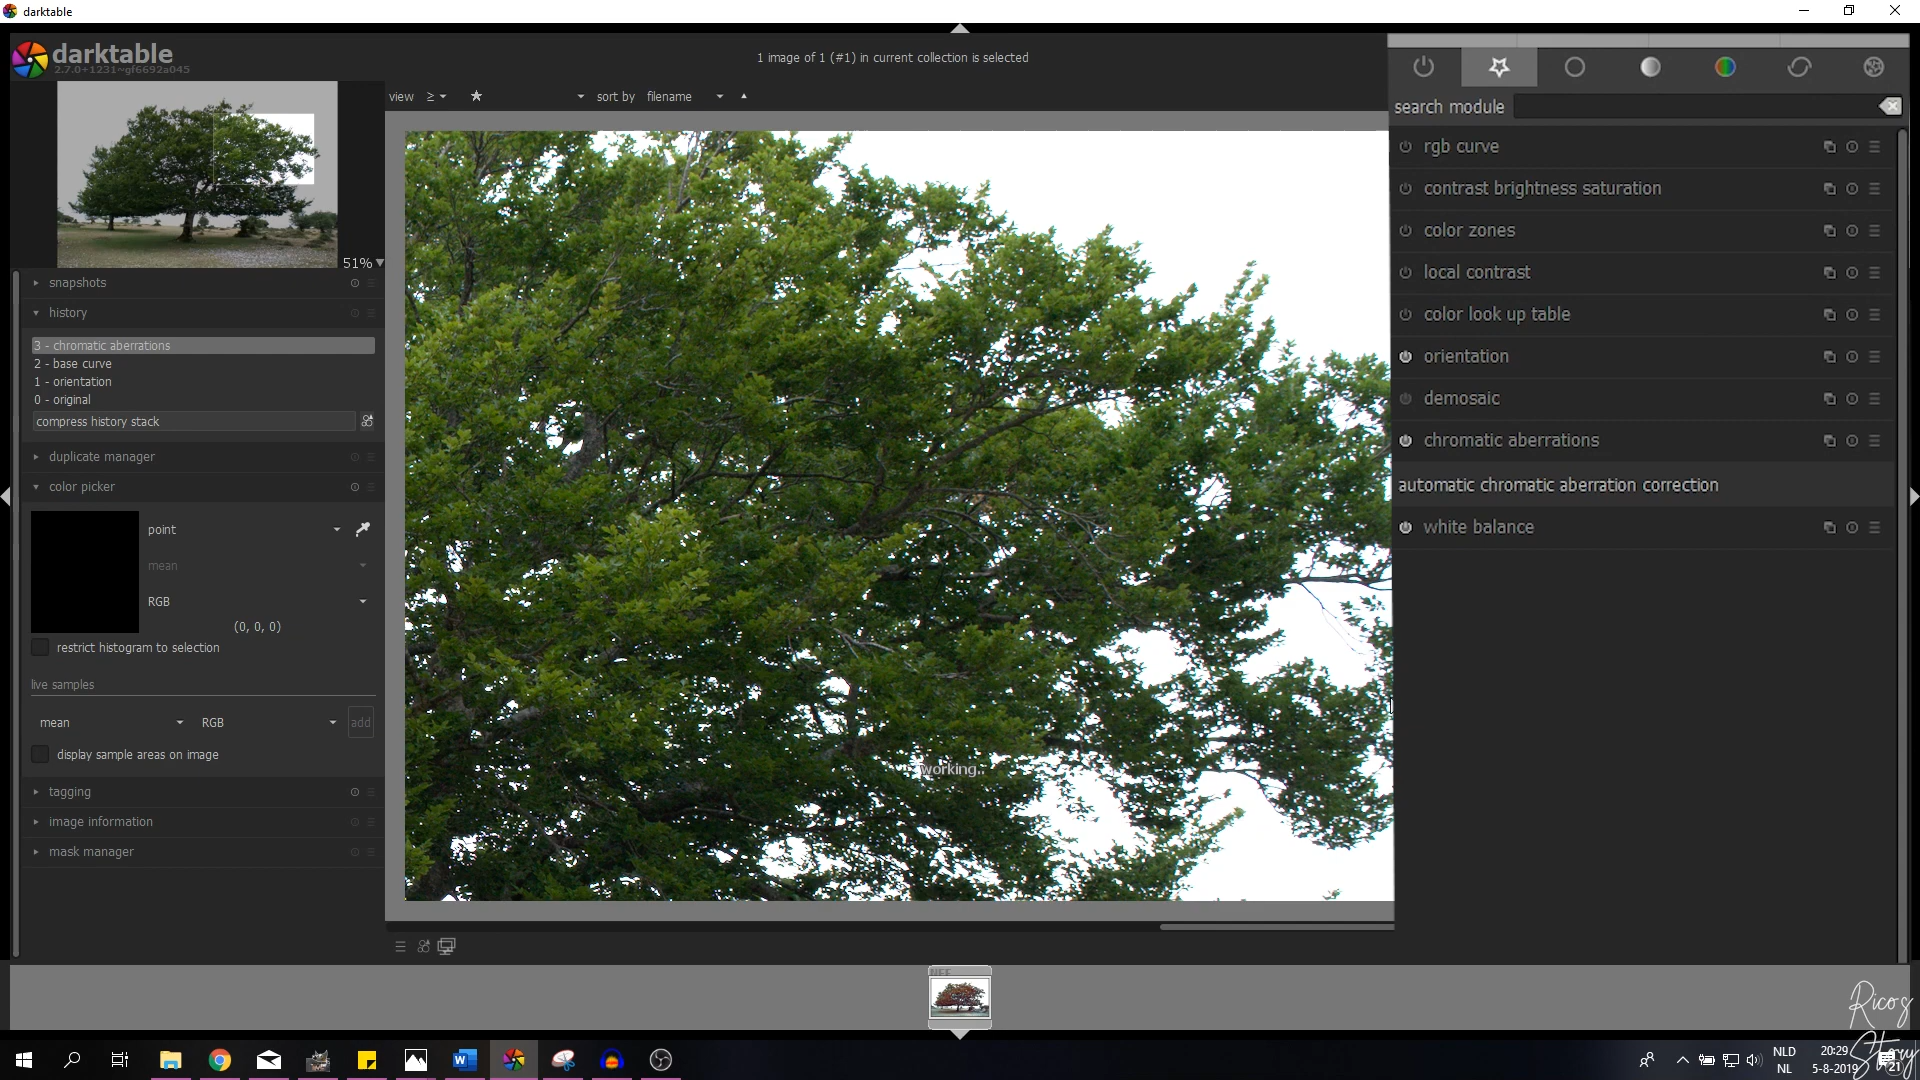 darktable
darktable
2.7.0+1231~gf6692a045
1 image of 1 (#1) in current collection is selected
view ≥ ★ sort by filename
51%
snapshots
history
3 - chromatic aberrations
2 - base curve
1 - orientation
0 - original
compress history stack
duplicate manager
color picker
point
mean
RGB
(0, 0, 0)
restrict histogram to selection
live samples
mean RGB add
display sample areas on image
tagging
image information
mask manager
working..
search module
rgb curve
contrast brightness saturation
color zones
local contrast
color look up table
orientation
demosaic
chromatic aberrations
automatic chromatic aberration correction
white balance
NEF
Rico's
Story
NLD
NL
20:29
5-8-2019
21